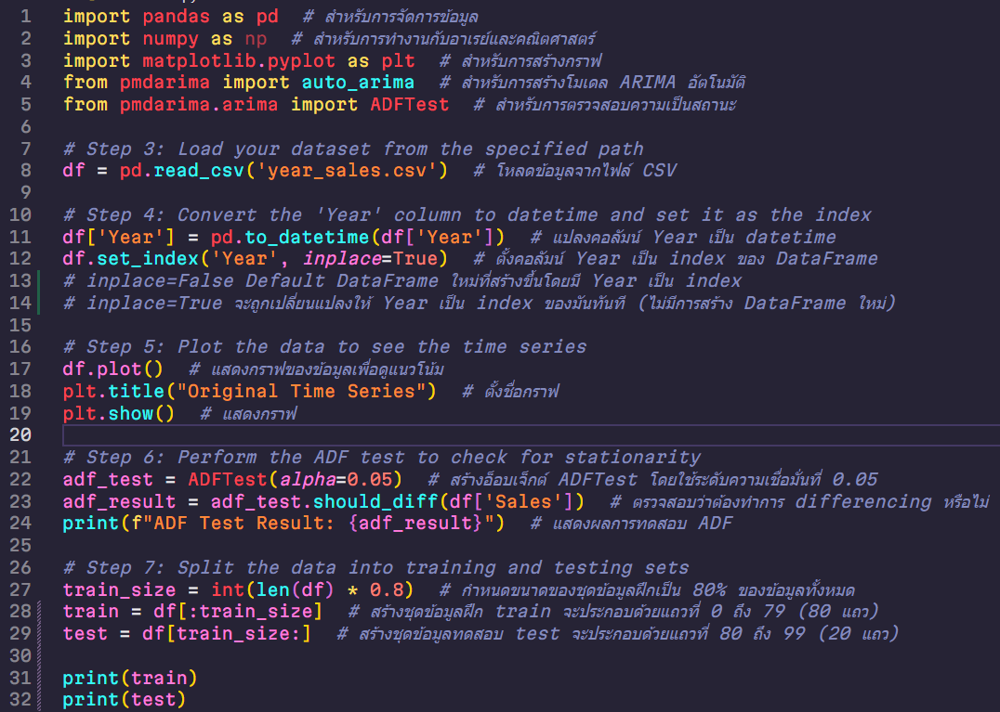 1 import pandas as pd  # สำหรับการจัดการข้อมูล
2 import numpy as np  # สำหรับการทำงานกับอาเรย์และคณิตศาสตร์
3 import matplotlib.pyplot as plt  # สำหรับการสร้างกราฟ
4 from pmdarima import auto_arima  # สำหรับการสร้างโมเดล ARIMA อัตโนมัติ
5 from pmdarima.arima import ADFTest  # สำหรับการตรวจสอบความเป็นสถานะ
6
7 # Step 3: Load your dataset from the specified path
8 df = pd.read_csv('year_sales.csv')  # โหลดข้อมูลจากไฟล์ CSV
9
10 # Step 4: Convert the 'Year' column to datetime and set it as the index
11 df['Year'] = pd.to_datetime(df['Year'])  # แปลงคอลัมน์ Year เป็น datetime
12 df.set_index('Year', inplace=True)  # ตั้งคอลัมน์ Year เป็น index ของ DataFrame
13 # inplace=False Default DataFrame ใหม่ที่สร้างขึ้นโดยมี Year เป็น index
14 # inplace=True จะถูกเปลี่ยนแปลงให้ Year เป็น index ของมันทันที (ไม่มีการสร้าง DataFrame ใหม่)
15
16 # Step 5: Plot the data to see the time series
17 df.plot()  # แสดงกราฟของข้อมูลเพื่อดูแนวโน้ม
18 plt.title("Original Time Series")  # ตั้งชื่อกราฟ
19 plt.show()  # แสดงกราฟ
20
21 # Step 6: Perform the ADF test to check for stationarity
22 adf_test = ADFTest(alpha=0.05)  # สร้างอ็อบเจ็กต์ ADFTest โดยใช้ระดับความเชื่อมั่นที่ 0.05
23 adf_result = adf_test.should_diff(df['Sales'])  # ตรวจสอบว่าต้องทำการ differencing หรือไม่
24 print(f"ADF Test Result: {adf_result}")  # แสดงผลการทดสอบ ADF
25
26 # Step 7: Split the data into training and testing sets
27 train_size = int(len(df) * 0.8)  # กำหนดขนาดของชุดข้อมูลฝึกเป็น 80% ของข้อมูลทั้งหมด
28 train = df[:train_size]  # สร้างชุดข้อมูลฝึก train จะประกอบด้วยแถวที่ 0 ถึง 79 (80 แถว)
29 test = df[train_size:]  # สร้างชุดข้อมูลทดสอบ test จะประกอบด้วยแถวที่ 80 ถึง 99 (20 แถว)
30
31 print(train)
32 print(test)